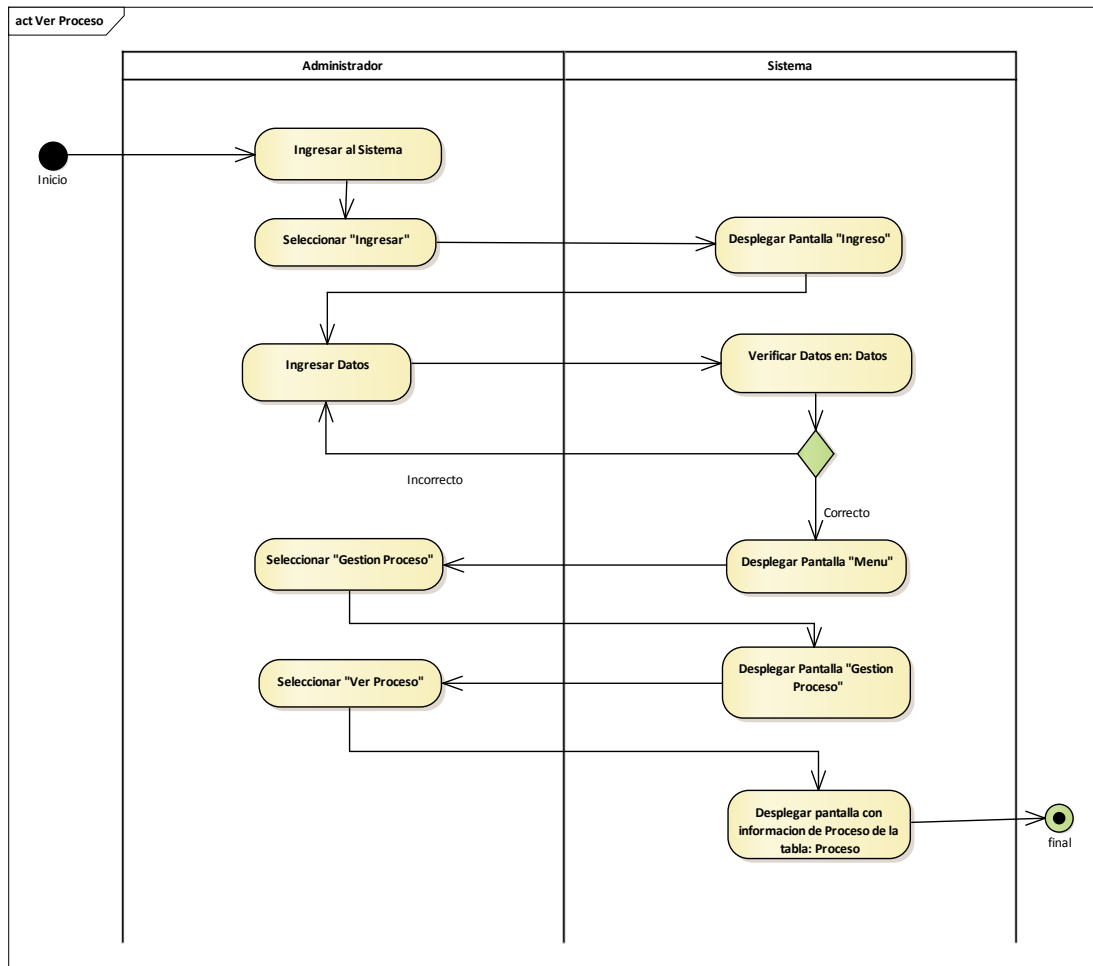 act Ver Proceso
Administrador
Sistema
Inicio
Ingresar al Sistema
Seleccionar "Ingresar"
Desplegar Pantalla "Ingreso"
Ingresar Datos
Verificar Datos en: Datos
Incorrecto
Correcto
Seleccionar "Gestion Proceso"
Desplegar Pantalla "Menu"
Seleccionar "Ver Proceso"
Desplegar Pantalla "Gestion
Proceso"
Desplegar pantalla con
informacion de Proceso de la
tabla: Proceso
final